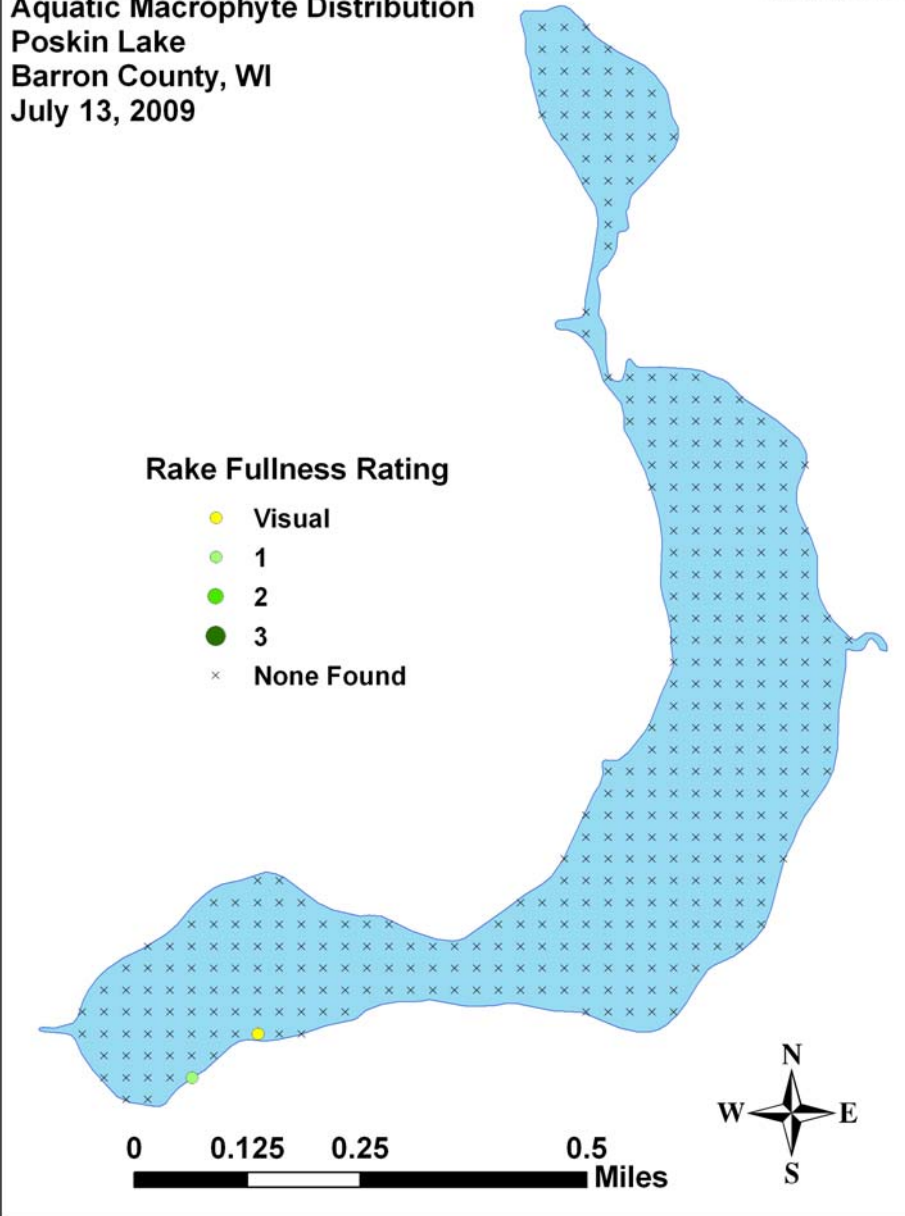 Aquatic Macrophyte Distribution
Poskin Lake
Barron County, WI
July 13, 2009
Rake Fullness Rating
Visual
1
2
3
None Found
N
W E
S
0 0.125 0.25 0.5
Miles